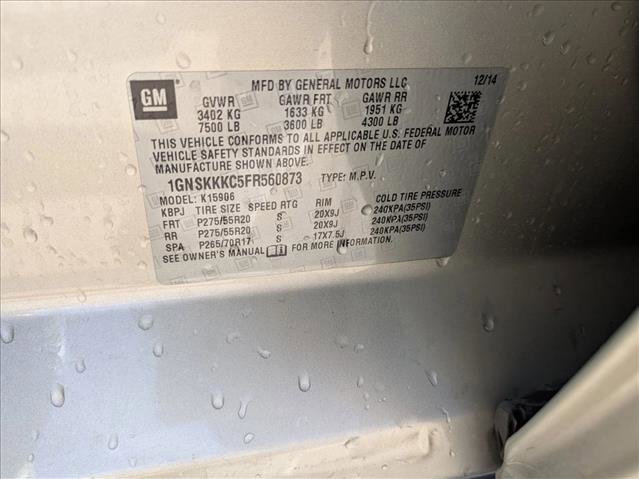 GM
MFD BY GENERAL MOTORS LLC 12/14
GVWR GAWR FRT GAWR RR
3402 KG 1633 KG 1951 KG
7500 LB 3600 LB 4300 LB
THIS VEHICLE CONFORMS TO ALL APPLICABLE U.S. FEDERAL MOTOR
VEHICLE SAFETY STANDARDS IN EFFECT ON THE DATE OF
MANUFACTURE SHOWN ABOVE.
1GNSKKKC5FR560873 TYPE: M.P.V.
MODEL: K15906
KBPJ TIRE SIZE SPEED RTG RIM COLD TIRE PRESSURE
FRT P275/55R20 S 20X9J 240KPA(35PSI)
RR P275/55R20 S 20X9J 240KPA(35PSI)
SPA P265/70R17 S 17X7.5J 240KPA(35PSI)
SEE OWNER'S MANUAL FOR MORE INFORMATION.